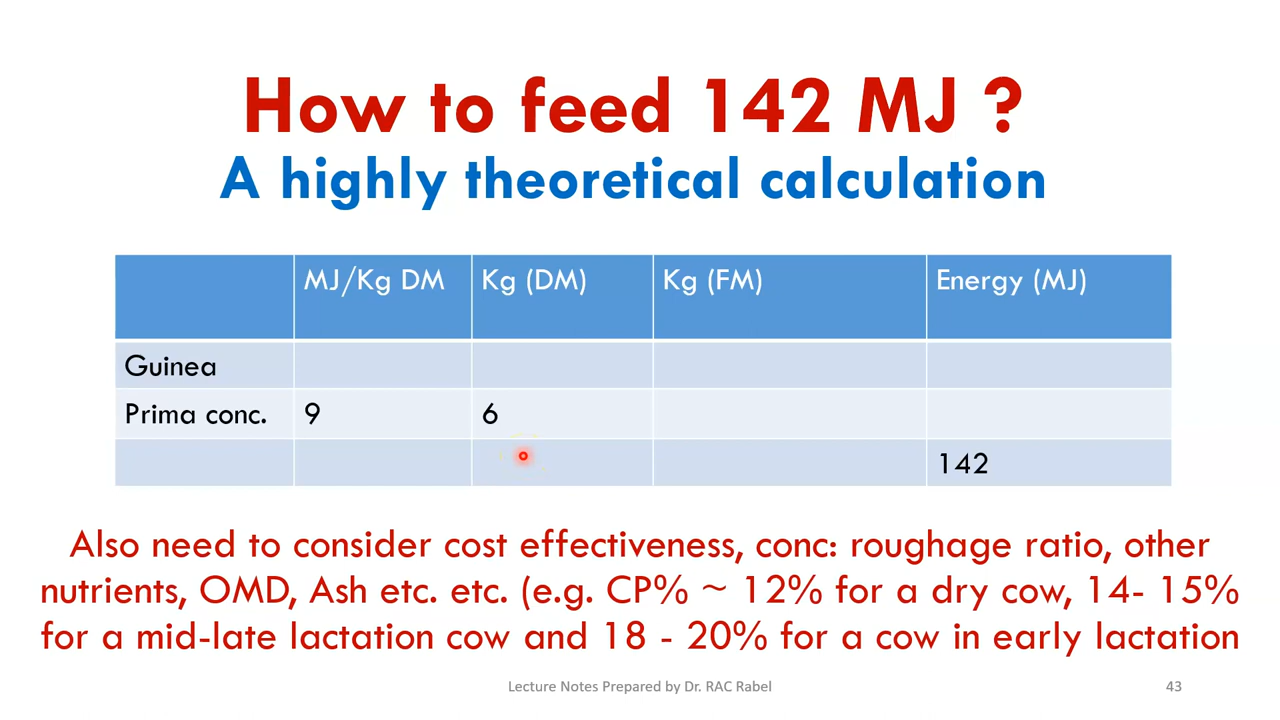 How to feed 142 MJ ?
A highly theoretical calculation
MJ/Kg DM Kg (DM) Kg (FM) Energy (MJ)
Guinea
Prima conc. 9 6
142
Also need to consider cost effectiveness, conc: roughage ratio, other
nutrients, OMD, Ash etc. etc. (e.g. CP% ~ 12% for a dry cow, 14- 15%
for a mid-late lactation cow and 18 - 20% for a cow in early lactation
Lecture Notes Prepared by Dr. RAC Rabel 43